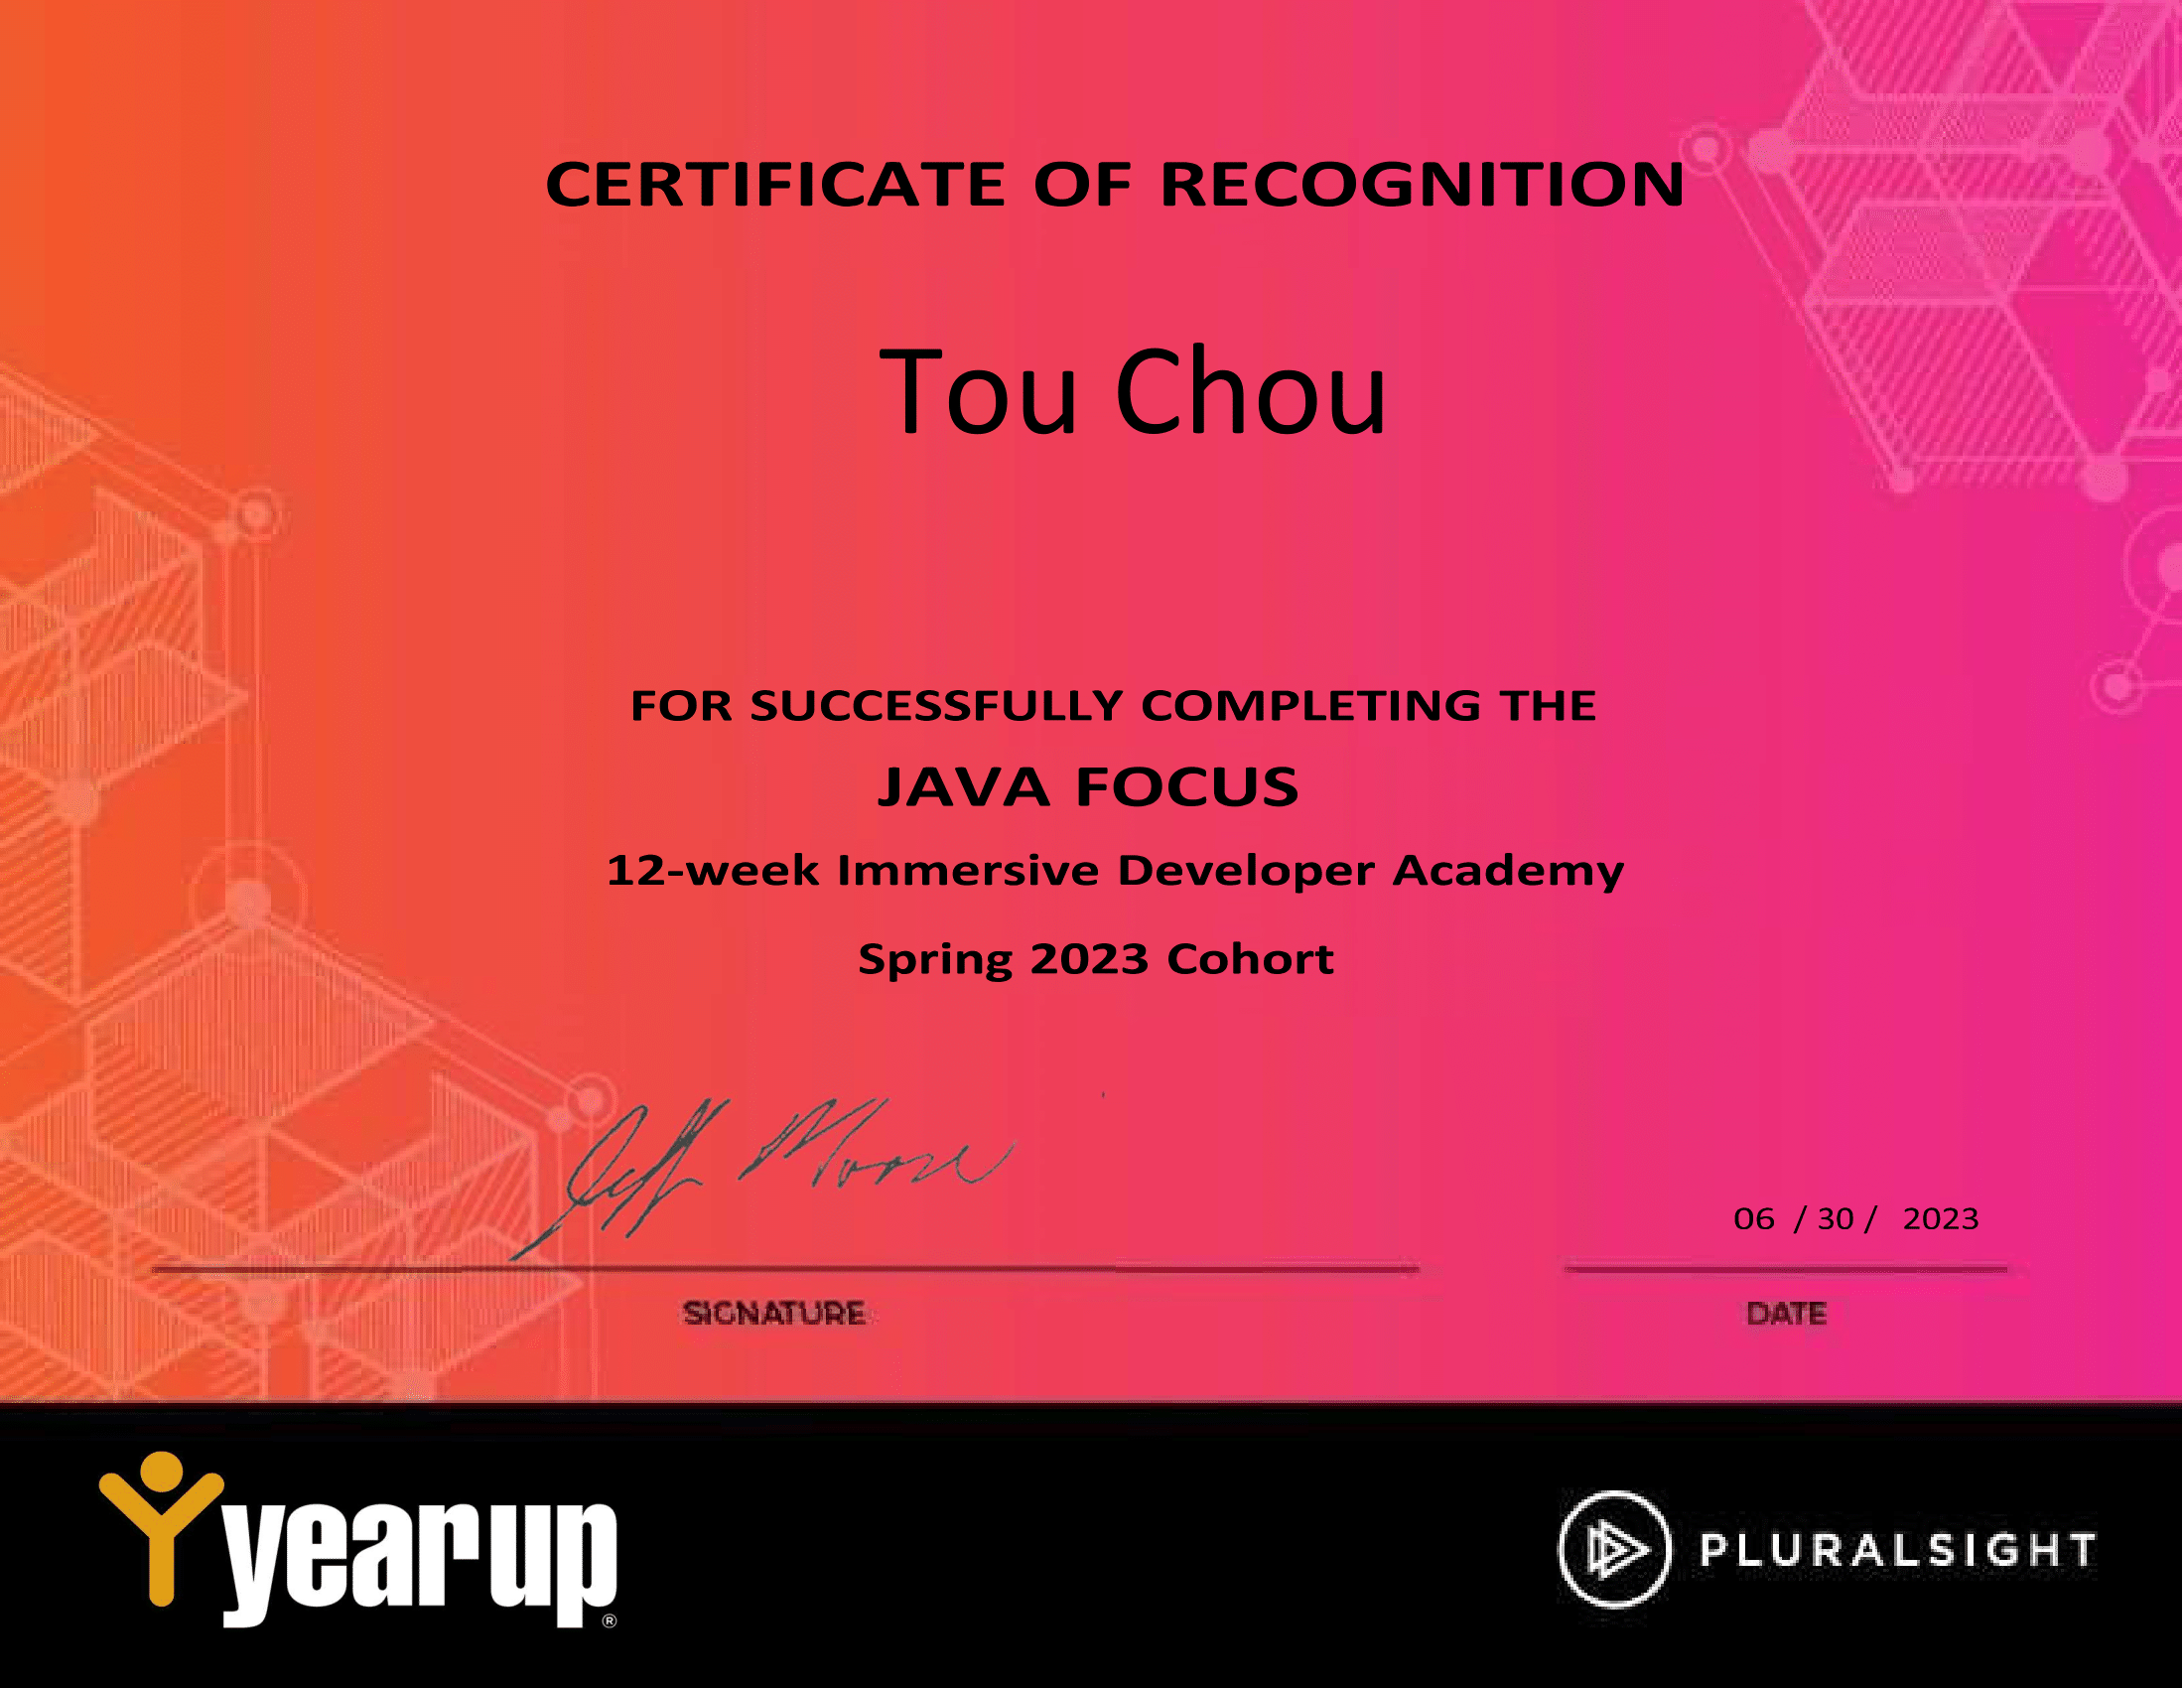 CERTIFICATE OF RECOGNITION
Tou Chou
FOR SUCCESSFULLY COMPLETING THE
JAVA FOCUS
12-week Immersive Developer Academy
Spring 2023 Cohort
Jeff Moore
06 / 30 / 2023
SIGNATURE
DATE
yearup®
PLURALSIGHT